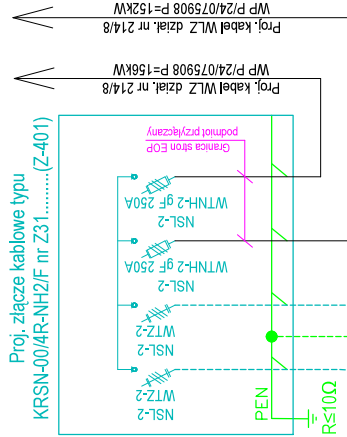 Proj. kabel WLZ dział. nr 214/8
WP P/24/075908 P=152kW
Proj. kabel WLZ dział. nr 214/8
WP P/24/075908 P=156kW
Proj. złącze kablowe typu
KRSN-00/4R-NH2/F nr Z31.........(Z-401)
Granica stron EOP
podmiot przyłączany
NSL-2
WTNH-2 gF 250A
NSL-2
WTNH-2 gF 250A
NSL-2
WTZ-2
NSL-2
WTZ-2
PEN
R≤10Ω